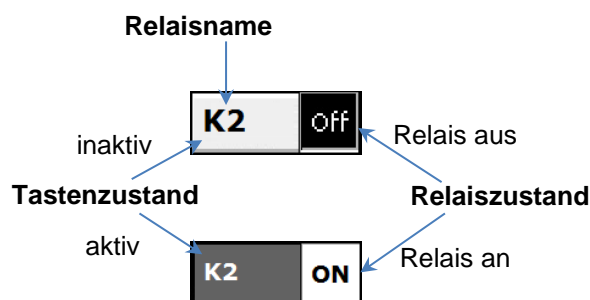 Relaisname
K2 Off
inaktiv
Relais aus
Tastenzustand
Relaiszustand
aktiv
Relais an
K2 ON